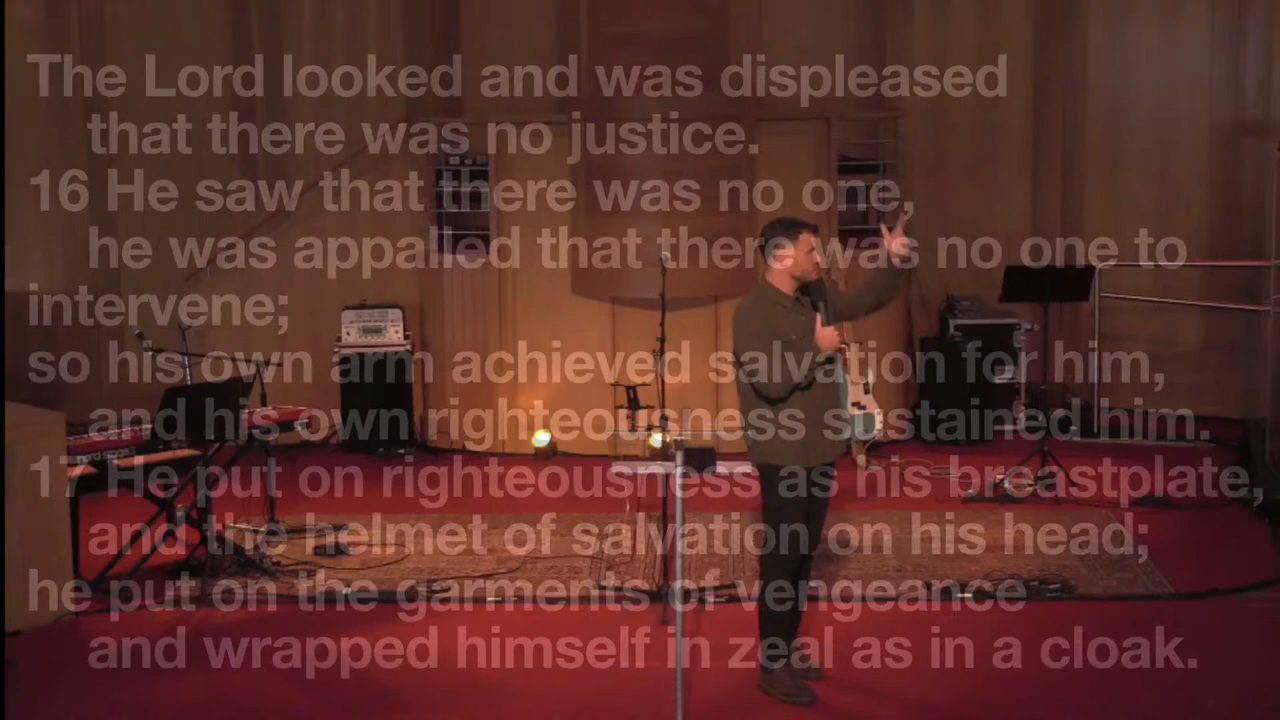 The Lord looked and was displeased
that there was no justice.
16 He saw that there was no one,
he was appalled that there was no one to
intervene;
so his own arm achieved salvation for him,
and his own righteousness sustained him.
17 He put on righteousness as his breastplate,
and the helmet of salvation on his head;
he put on the garments of vengeance
and wrapped himself in zeal as in a cloak.
nord stage